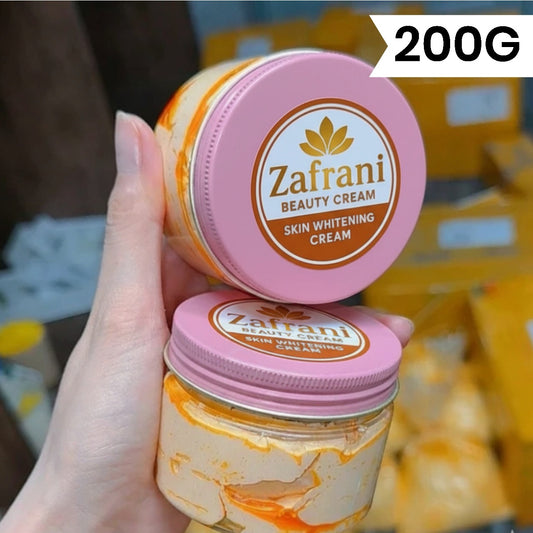 200G
Zafrani
BEAUTY CREAM
SKIN WHITENING
CREAM
Zafrani
BEAUTY CREAM
SKIN WHITENING
CREAM